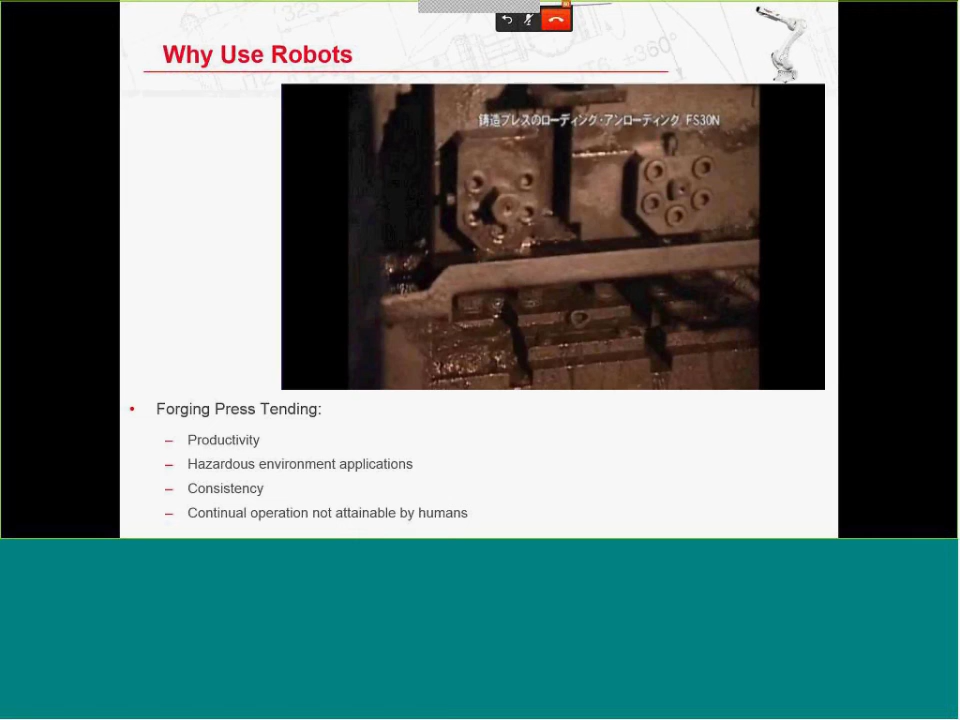 Why Use Robots
鋳造プレスのローディング・アンローディング/FS30N
• Forging Press Tending:
– Productivity
– Hazardous environment applications
– Consistency
– Continual operation not attainable by humans